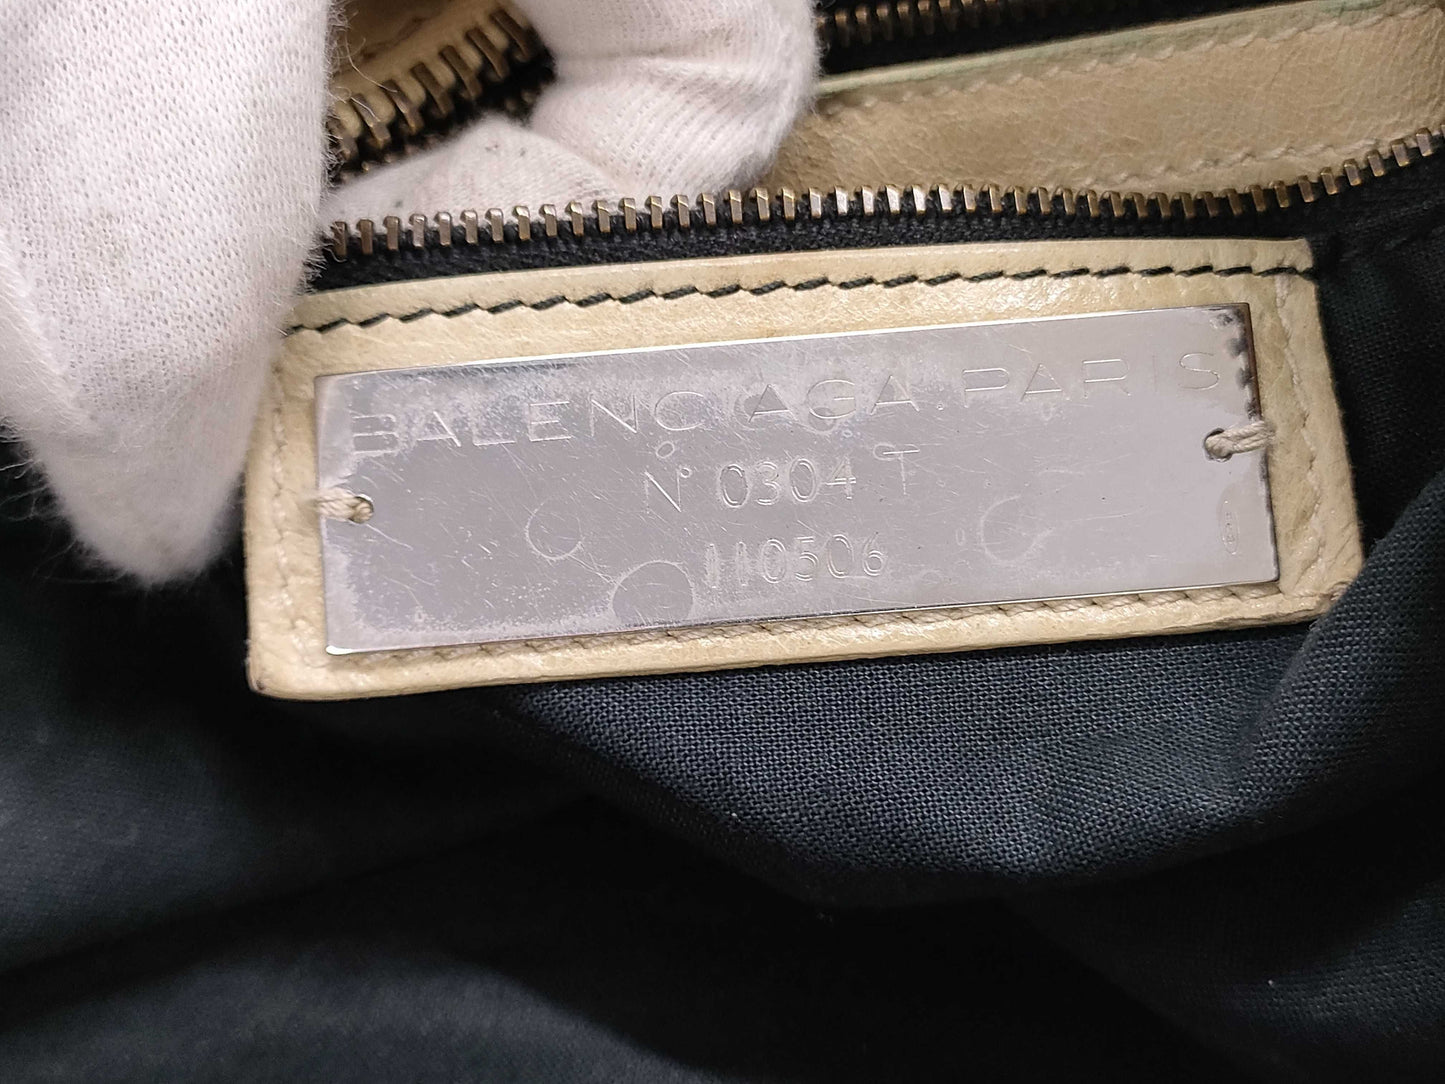 BALENCIAGA.PARIS
N° 0304 T
110506